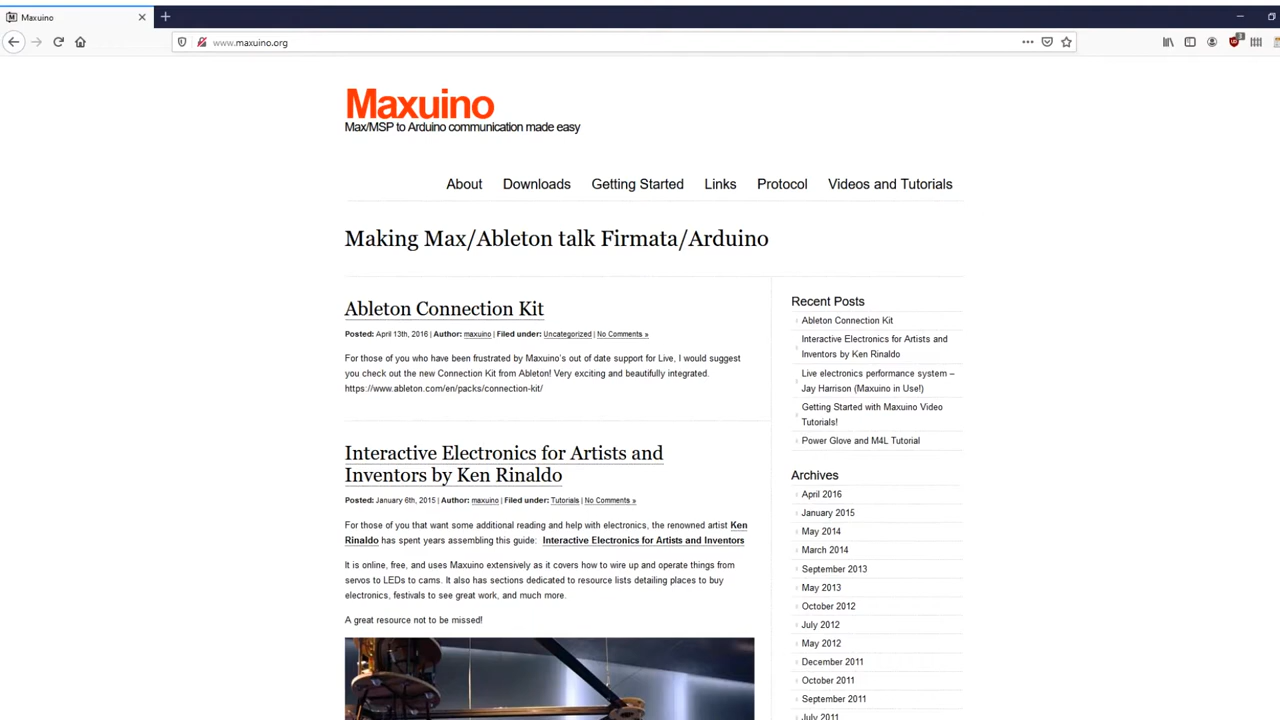 Maxuino
www.maxuino.org
Maxuino
Max/MSP to Arduino communication made easy
About Downloads Getting Started Links Protocol Videos and Tutorials
Making Max/Ableton talk Firmata/Arduino
Ableton Connection Kit
Posted: April 13th, 2016 | Author: maxuino | Filed under: Uncategorized | No Comments »
For those of you who have been frustrated by Maxuino's out of date support for Live, I would suggest
you check out the new Connection Kit from Ableton! Very exciting and beautifully integrated.
https://www.ableton.com/en/packs/connection-kit/
Interactive Electronics for Artists and
Inventors by Ken Rinaldo
Posted: January 6th, 2015 | Author: maxuino | Filed under: Tutorials | No Comments »
For those of you that want some additional reading and help with electronics, the renowned artist Ken
Rinaldo has spent years assembling this guide: Interactive Electronics for Artists and Inventors
It is online, free, and uses Maxuino extensively as it covers how to wire up and operate things from
servos to LEDs to cams. It also has sections dedicated to resource lists detailing places to buy
electronics, festivals to see great work, and much more.
A great resource not to be missed!
Recent Posts
Ableton Connection Kit
Interactive Electronics for Artists and
Inventors by Ken Rinaldo
Live electronics performance system –
Jay Harrison (Maxuino in Use!)
Getting Started with Maxuino Video
Tutorials!
Power Glove and M4L Tutorial
Archives
April 2016
January 2015
May 2014
March 2014
September 2013
May 2013
October 2012
July 2012
May 2012
December 2011
October 2011
September 2011
July 2011